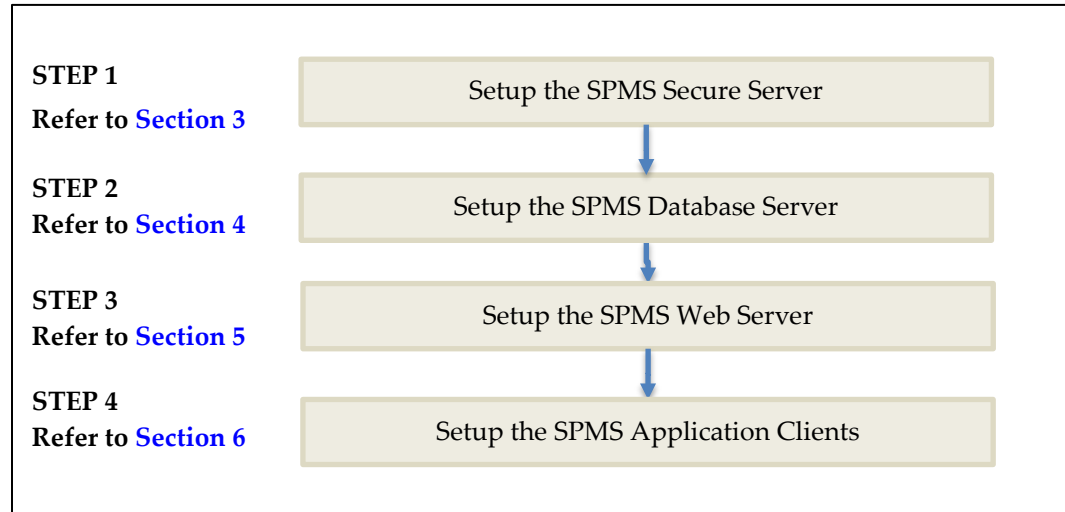 STEP 1
Refer to Section 3
Setup the SPMS Secure Server
STEP 2
Refer to Section 4
Setup the SPMS Database Server
STEP 3
Refer to Section 5
Setup the SPMS Web Server
STEP 4
Refer to Section 6
Setup the SPMS Application Clients